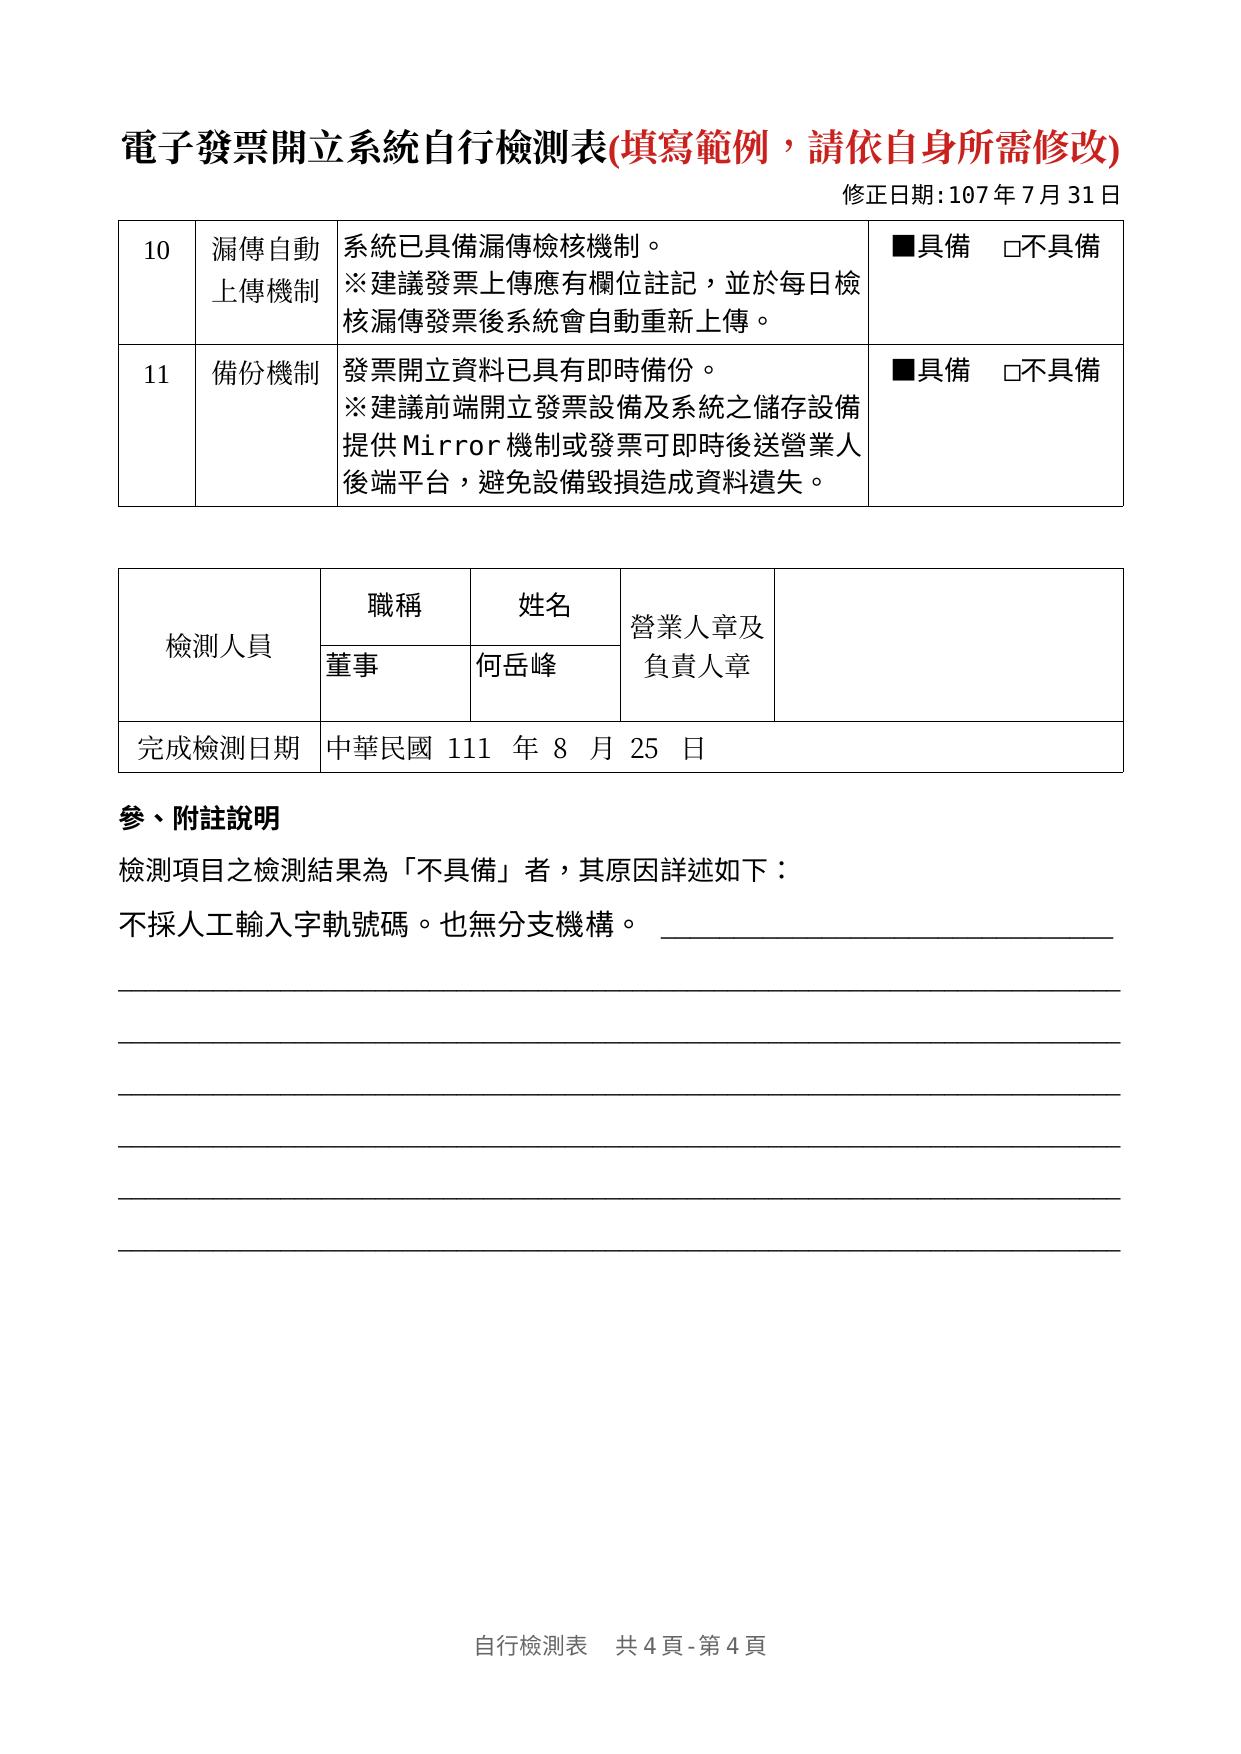 電子發票開立系統自行檢測表(填寫範例，請依自身所需修改)
修正日期:107年7月31日
10 漏傳自動 系統已具備漏傳檢核機制。 ■具備 □不具備
上傳機制 ※建議發票上傳應有欄位註記，並於每日檢
核漏傳發票後系統會自動重新上傳。
11 備份機制 發票開立資料已具有即時備份。 ■具備 □不具備
※建議前端開立發票設備及系統之儲存設備
提供Mirror機制或發票可即時後送營業人
後端平台，避免設備毀損造成資料遺失。
檢測人員 職稱 姓名 營業人章及
負責人章
董事 何岳峰
完成檢測日期 中華民國 111 年 8 月 25 日
參、附註說明
檢測項目之檢測結果為「不具備」者，其原因詳述如下：
不採人工輸入字軌號碼。也無分支機構。
自行檢測表 共4頁-第4頁